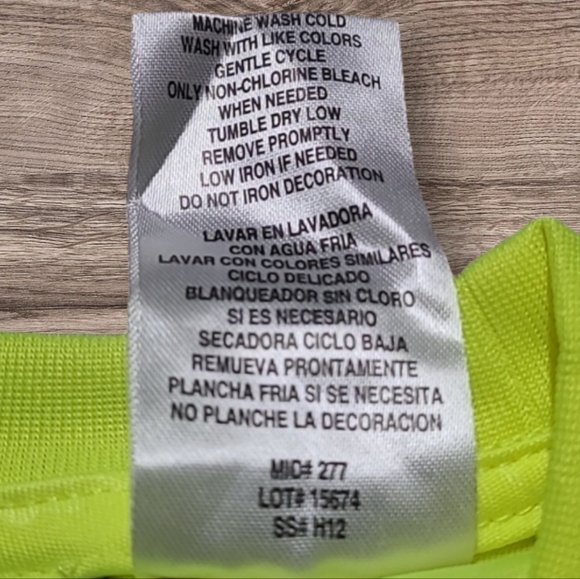 MACHINE WASH COLD
WASH WITH LIKE COLORS
GENTLE CYCLE
ONLY NON-CHLORINE BLEACH
WHEN NEEDED
TUMBLE DRY LOW
REMOVE PROMPTLY
LOW IRON IF NEEDED
DO NOT IRON DECORATION
LAVAR EN LAVADORA
CON AGUA FRIA
LAVAR CON COLORES SIMILARES
CICLO DELICADO
BLANQUEADOR SIN CLORO
SI ES NECESARIO
SECADORA CICLO BAJA
REMUEVA PRONTAMENTE
PLANCHA FRIA SI SE NECESITA
NO PLANCHE LA DECORACION
MID# 277
LOT# 15674
SS# H12